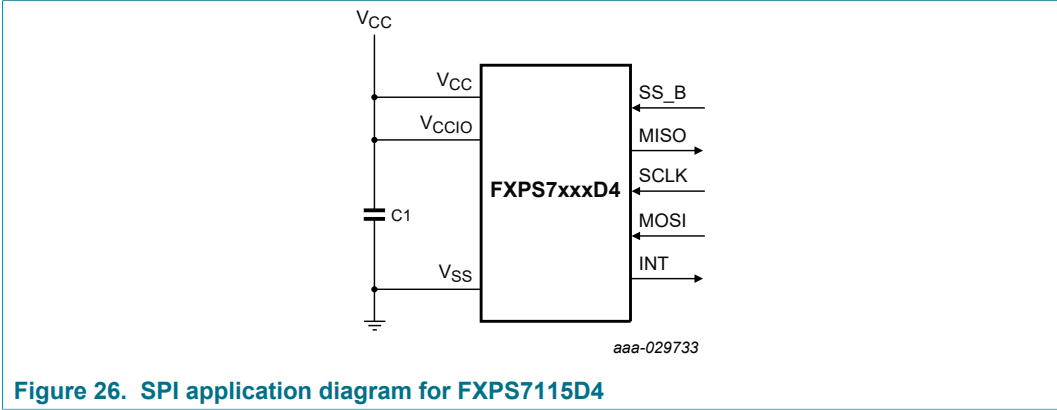 VCC
VCC
VCCIO
C1
VSS
FXPS7xxxD4
SS_B
MISO
SCLK
MOSI
INT
aaa-029733
Figure 26. SPI application diagram for FXPS7115D4